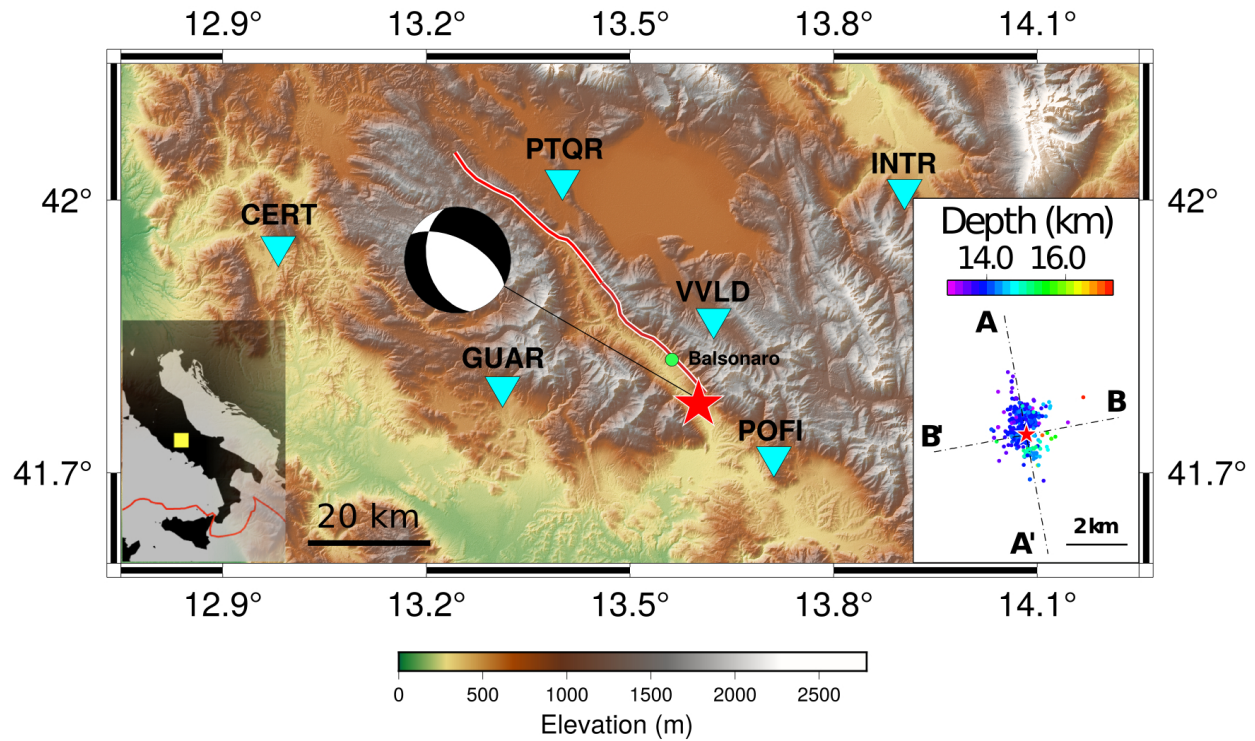 12.9° 13.2° 13.5° 13.8° 14.1°
PTQR
INTR
42° 42°
CERT
Depth (km)
14.0 16.0
VVLD
A
GUAR
Balsonaro
B
POFI
B'
41.7° 41.7°
20 km
2km
A'
12.9° 13.2° 13.5° 13.8° 14.1°
0 500 1000 1500 2000 2500
Elevation (m)